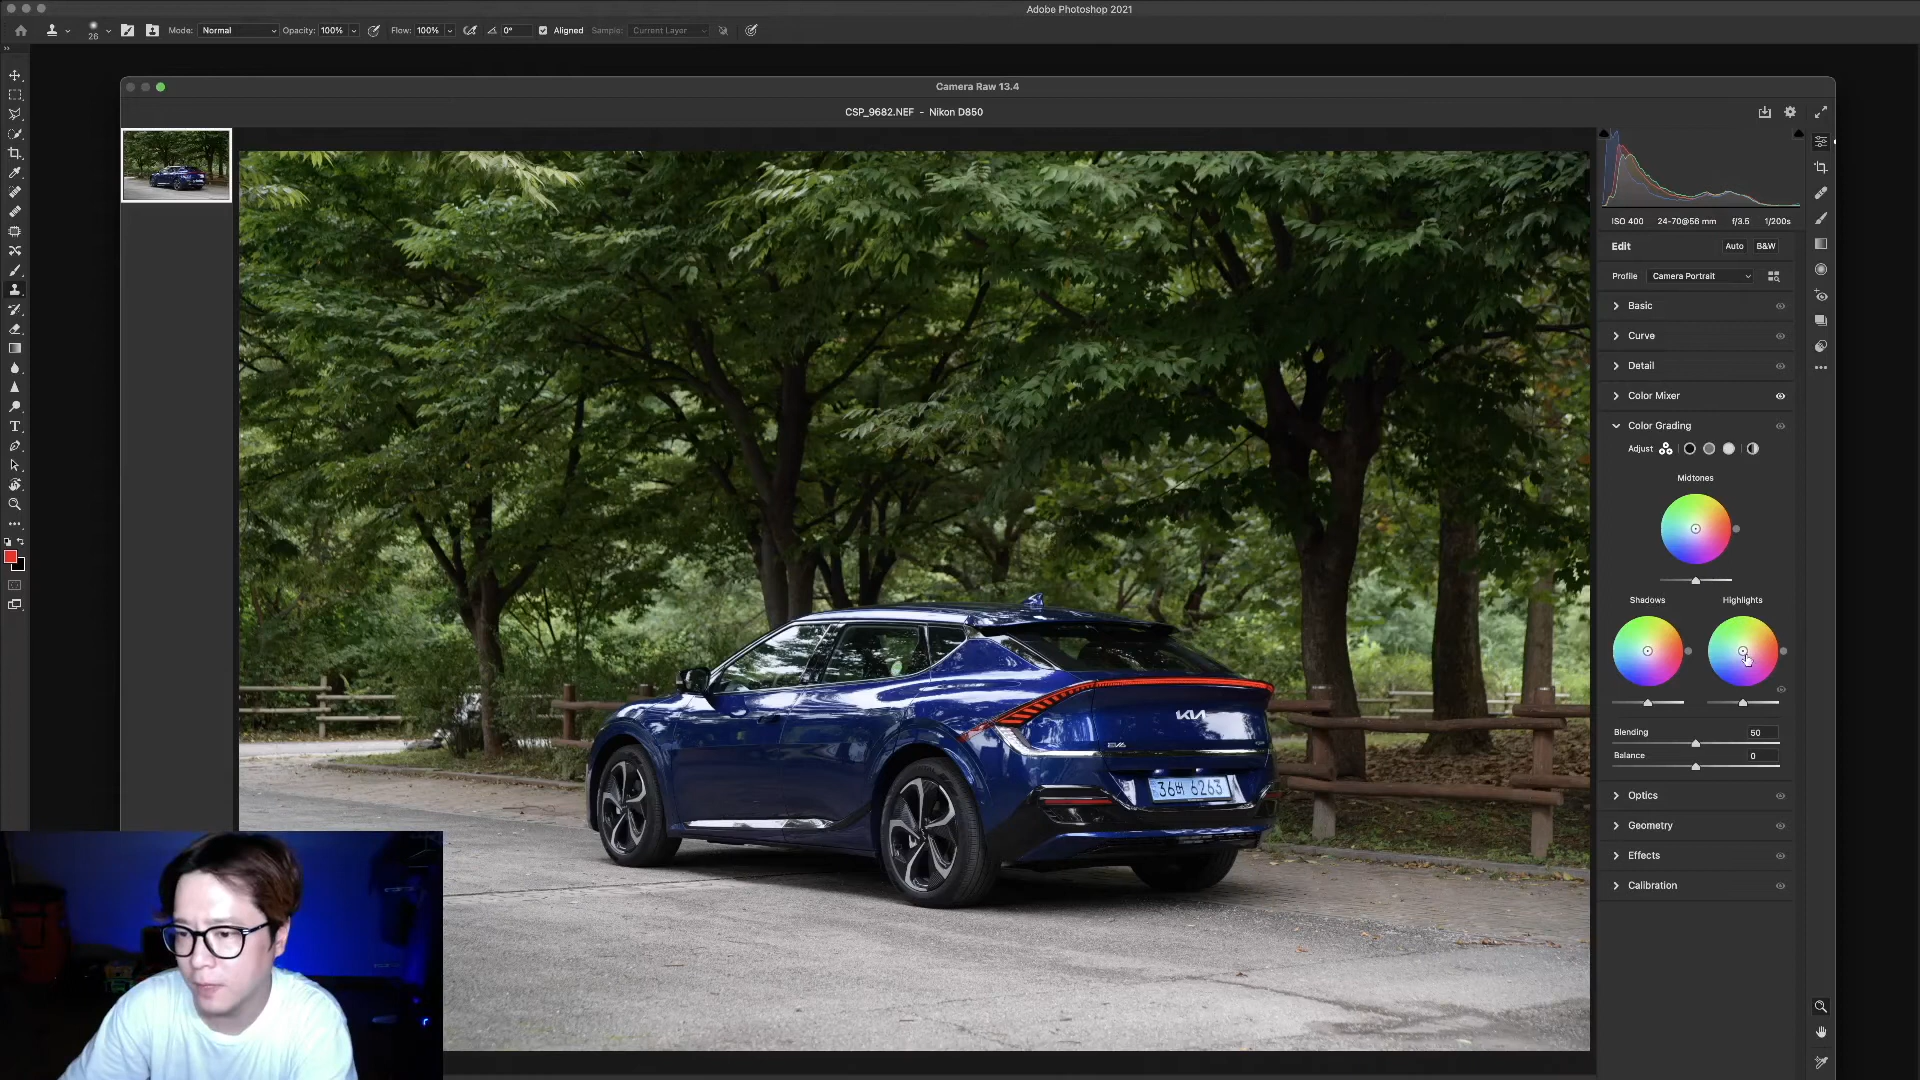 Adobe Photoshop 2021
26
Mode: Normal
Opacity: 100%
Flow: 100%
0°
Aligned
Sample: Current Layer
Camera Raw 13.4
CSP_9682.NEF - Nikon D850
ISO 400 24-70@56 mm f/3.5 1/200s
Edit Auto B&W
Profile Camera Portrait
Basic
Curve
Detail
Color Mixer
Color Grading
Adjust
Midtones
Shadows Highlights
Blending 50
Balance 0
Optics
Geometry
Effects
Calibration
T
KIA
EV6
36버 6263